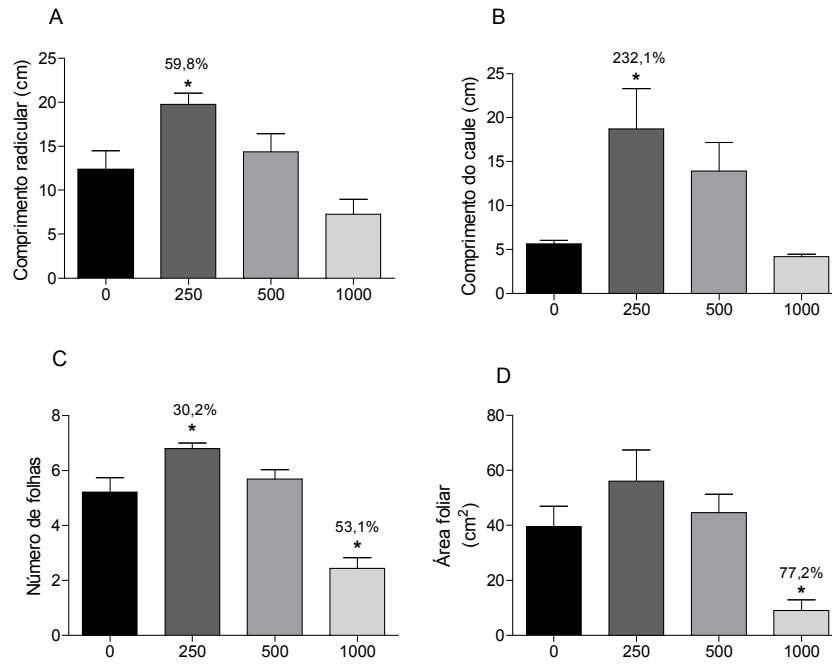 A
Comprimento radicular (cm)
25
20
15
10
5
0
59,8%
*
0 250 500 1000
B
Comprimento do caule (cm)
25
20
15
10
5
0
232,1%
*
0 250 500 1000
C
Número de folhas
8
6
4
2
0
30,2%
*
53,1%
*
0 250 500 1000
D
Área foliar
(cm²)
80
60
40
20
0
77,2%
*
0 250 500 1000